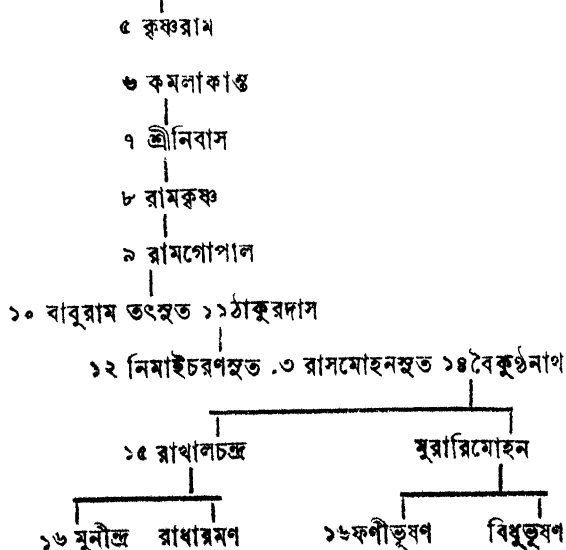 ৫ কৃষ্ণরাম
৬ কমলাকান্ত
৭ শ্রীনিবাস
৮ রামকৃষ্ণ
৯ রামগোপাল
১০ বাবুরাম তৎসুত ১১ঠাকুরদাস
১২ নিমাইচরণসুত .৩ রাসমোহনসুত ১৪বৈকুণ্ঠনাথ
১৫ রাখালচন্দ্র মুরারিমোহন
১৬ মুনীন্দ্র রাধারমণ ১৬ফণীভূষণ বিধুভূষণ